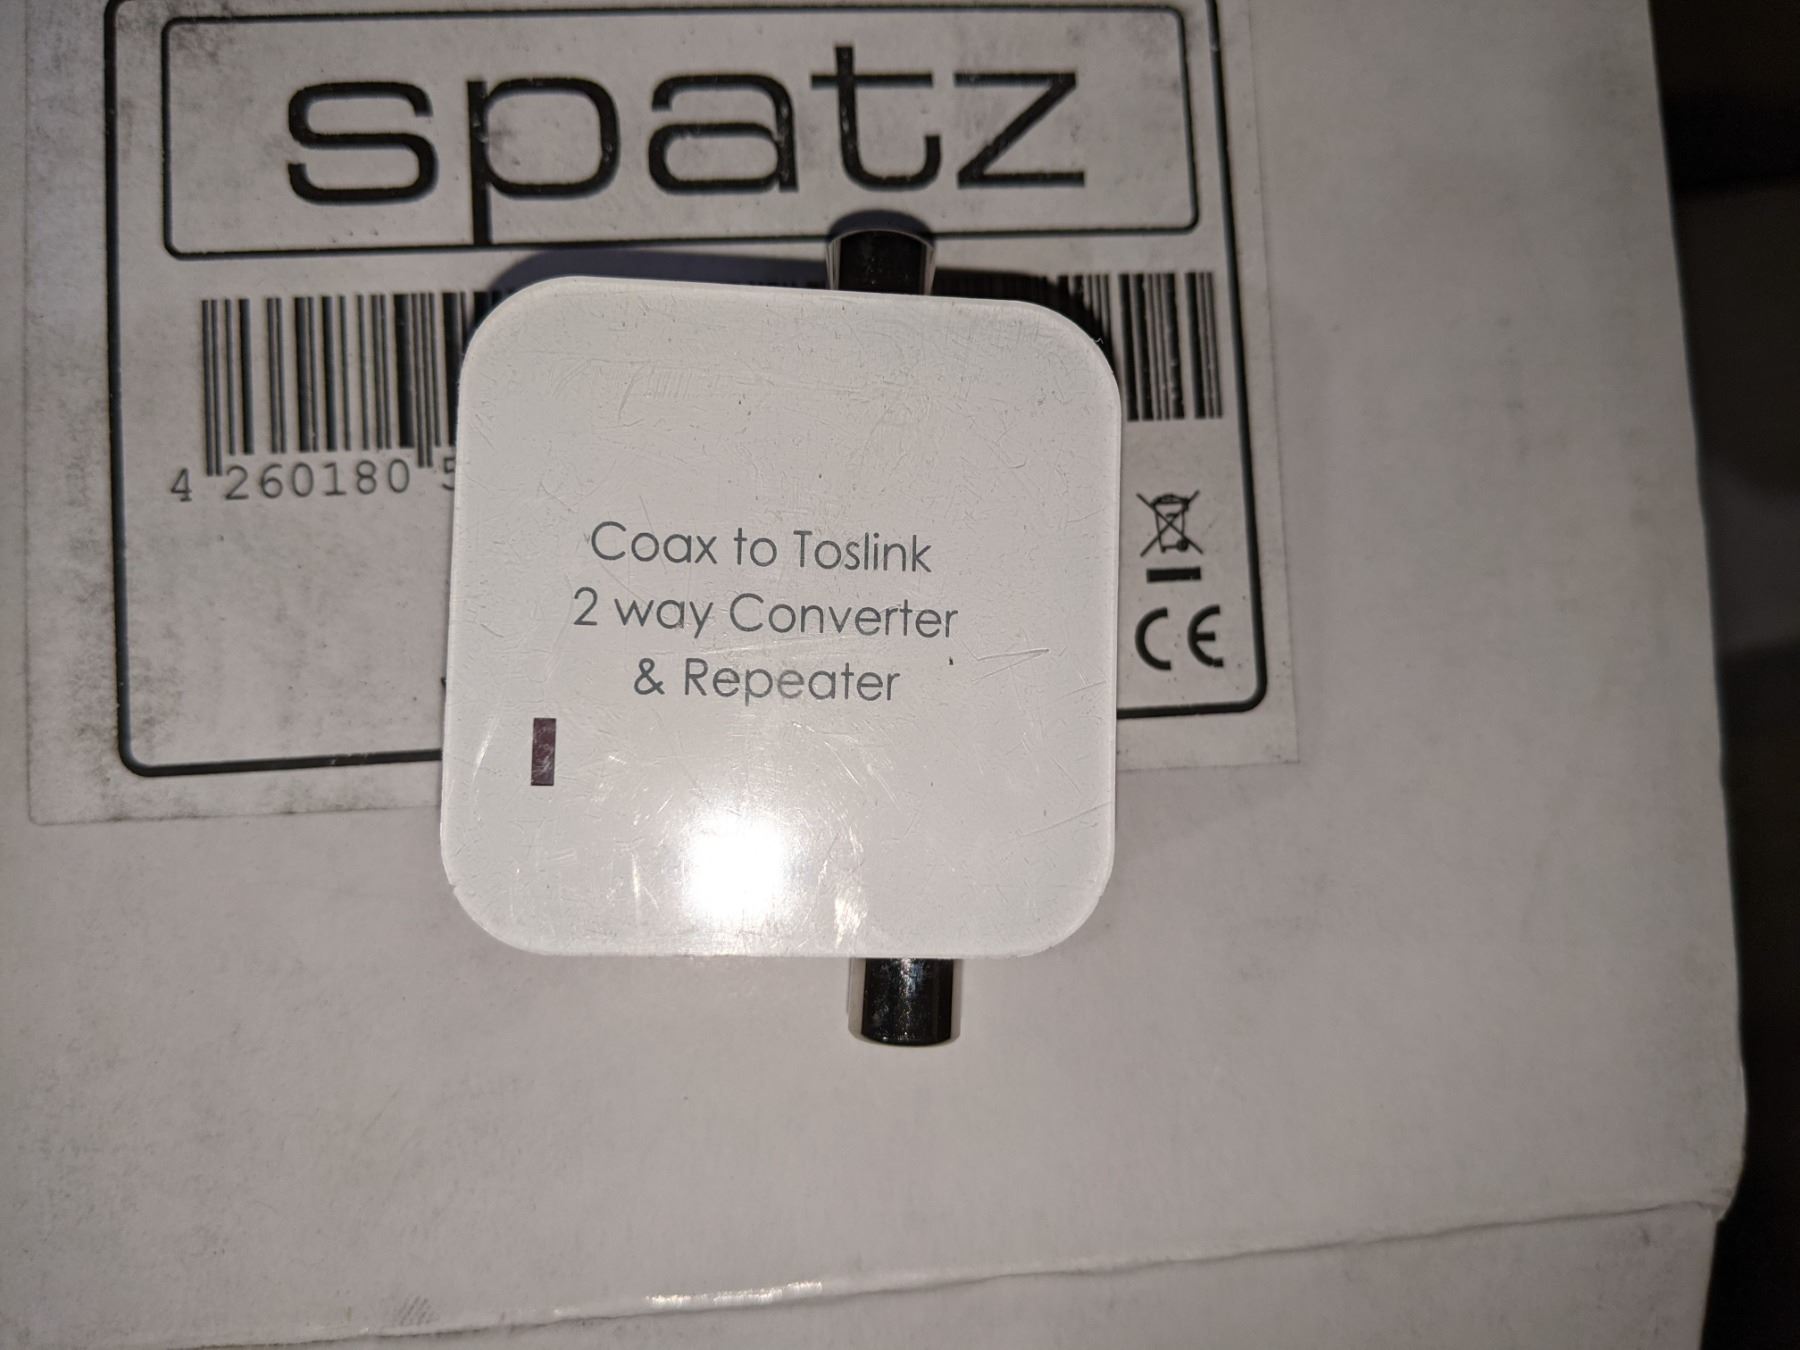 spatz
4 260180 5
Coax to Toslink
2 way Converter
& Repeater
CE